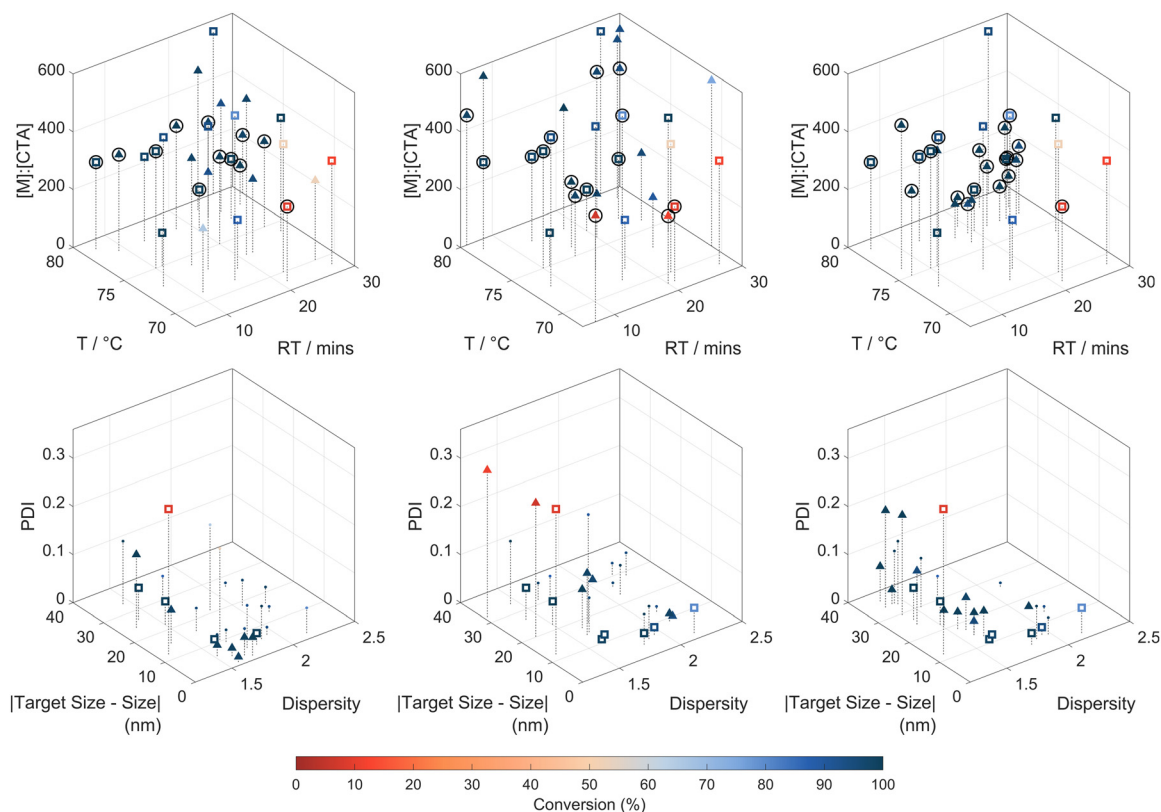 600
400
200
0
80
75
70
[M]:[CTA]
T / °C
10
20
30
RT / mins
600
400
200
0
80
75
70
[M]:[CTA]
T / °C
10
20
30
RT / mins
600
400
200
0
80
75
70
[M]:[CTA]
T / °C
10
20
30
RT / mins
0.3
0.2
0.1
0
PDI
40
30
20
10
0
|Target Size - Size|
(nm)
1.5
2
2.5
Dispersity
0.3
0.2
0.1
0
PDI
40
30
20
10
0
|Target Size - Size|
(nm)
1.5
2
2.5
Dispersity
0.3
0.2
0.1
0
PDI
40
30
20
10
0
|Target Size - Size|
(nm)
1.5
2
2.5
Dispersity
0 10 20 30 40 50 60 70 80 90 100
Conversion (%)